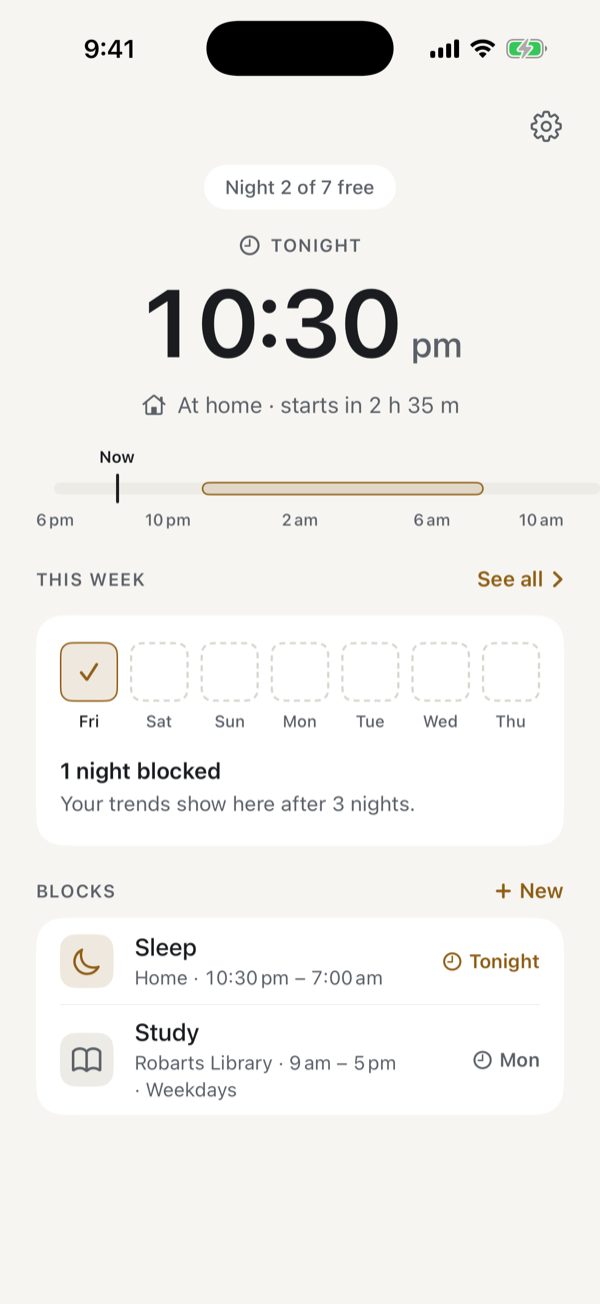 9:41
Night 2 of 7 free
TONIGHT
10:30 pm
At home · starts in 2 h 35 m
Now
6 pm 10 pm 2 am 6 am 10 am
THIS WEEK See all
Fri Sat Sun Mon Tue Wed Thu
1 night blocked
Your trends show here after 3 nights.
BLOCKS + New
Sleep
Home · 10:30 pm – 7:00 am
Tonight
Study
Robarts Library · 9 am – 5 pm
· Weekdays
Mon